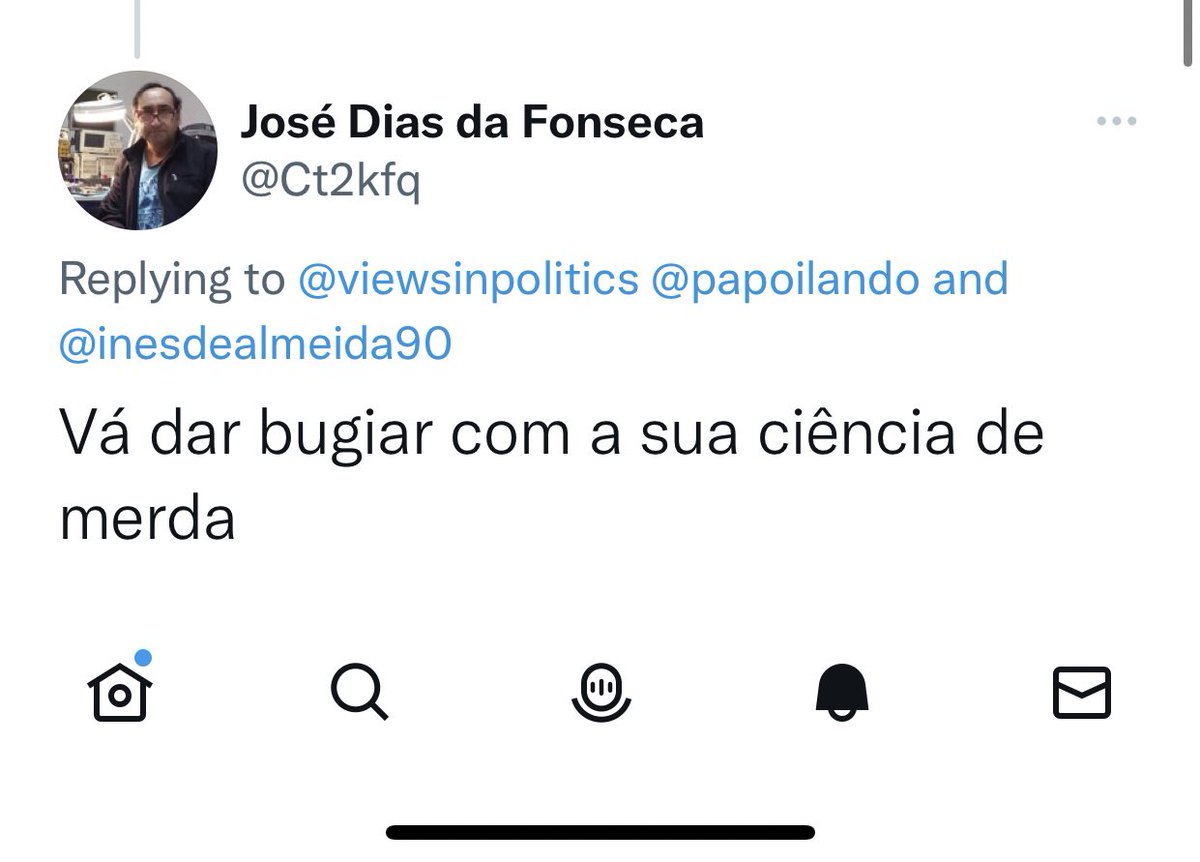 José Dias da Fonseca
@Ct2kfq
Replying to @viewsinpolitics @papoilando and
@inesdealmeida90
Vá dar bugiar com a sua ciência de
merda